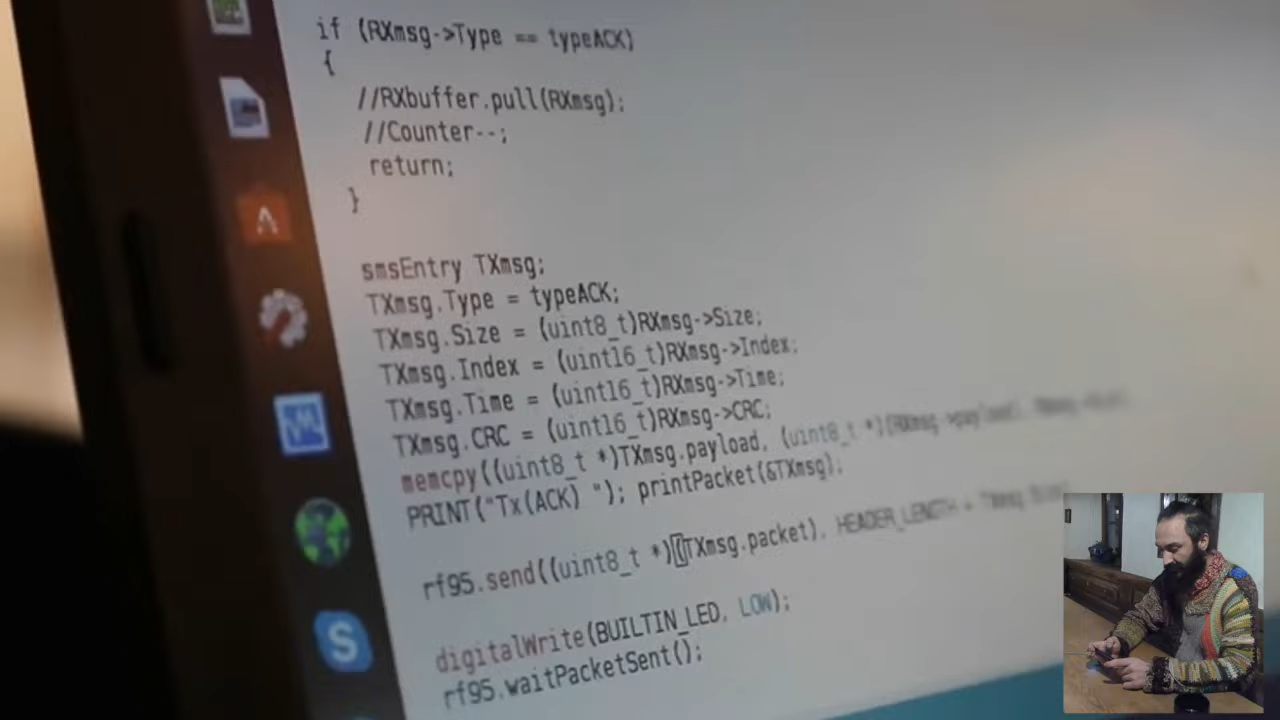 if (RXmsg->Type == typeACK)
{
//RXbuffer.pull(RXmsg);
//Counter--;
return;
}
smsEntry TXmsg;
TXmsg.Type = typeACK;
TXmsg.Size = (uint8_t)RXmsg->Size;
TXmsg.Index = (uint16_t)RXmsg->Index;
TXmsg.Time = (uint16_t)RXmsg->Time;
TXmsg.CRC = (uint16_t)RXmsg->CRC;
memcpy((uint8_t *)TXmsg.payload, (uint8_t *)(RXmsg->payload),
PRINT("Tx(ACK) "); printPacket(&TXmsg);
rf95.send((uint8_t *)(TXmsg.packet), HEADER_LENGTH +
digitalWrite(BUILTIN_LED, LOW);
rf95.waitPacketSent();